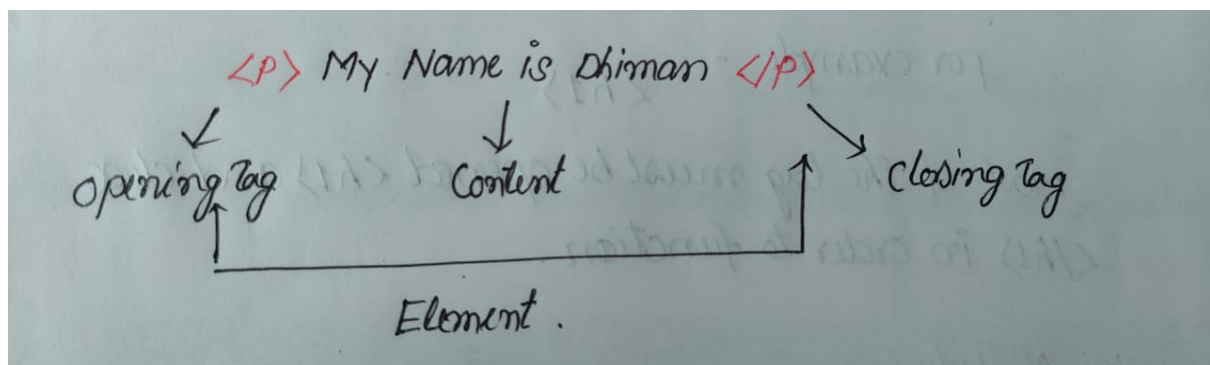 <P> My Name is Dhiman </P>
Opening Tag Content Closing Tag
Element .